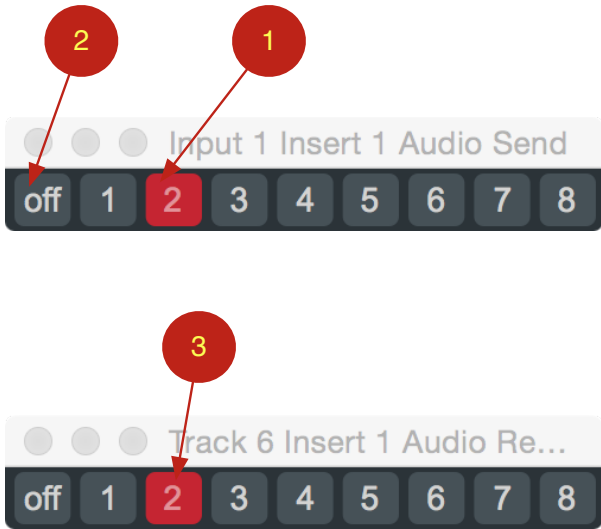 2 1
Input 1 Insert 1 Audio Send
off 1 2 3 4 5 6 7 8
3
Track 6 Insert 1 Audio Re...
off 1 2 3 4 5 6 7 8